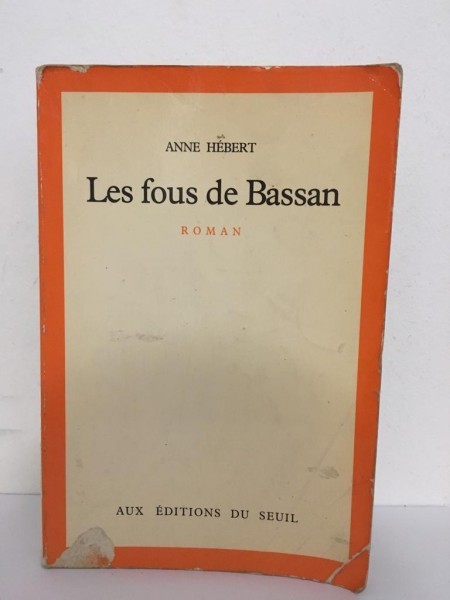 ANNE HÉBERT
Les fous de Bassan
ROMAN
AUX ÉDITIONS DU SEUIL